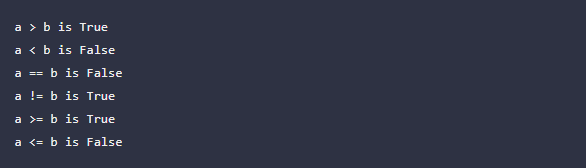 a > b is True
a < b is False
a == b is False
a != b is True
a >= b is True
a <= b is False